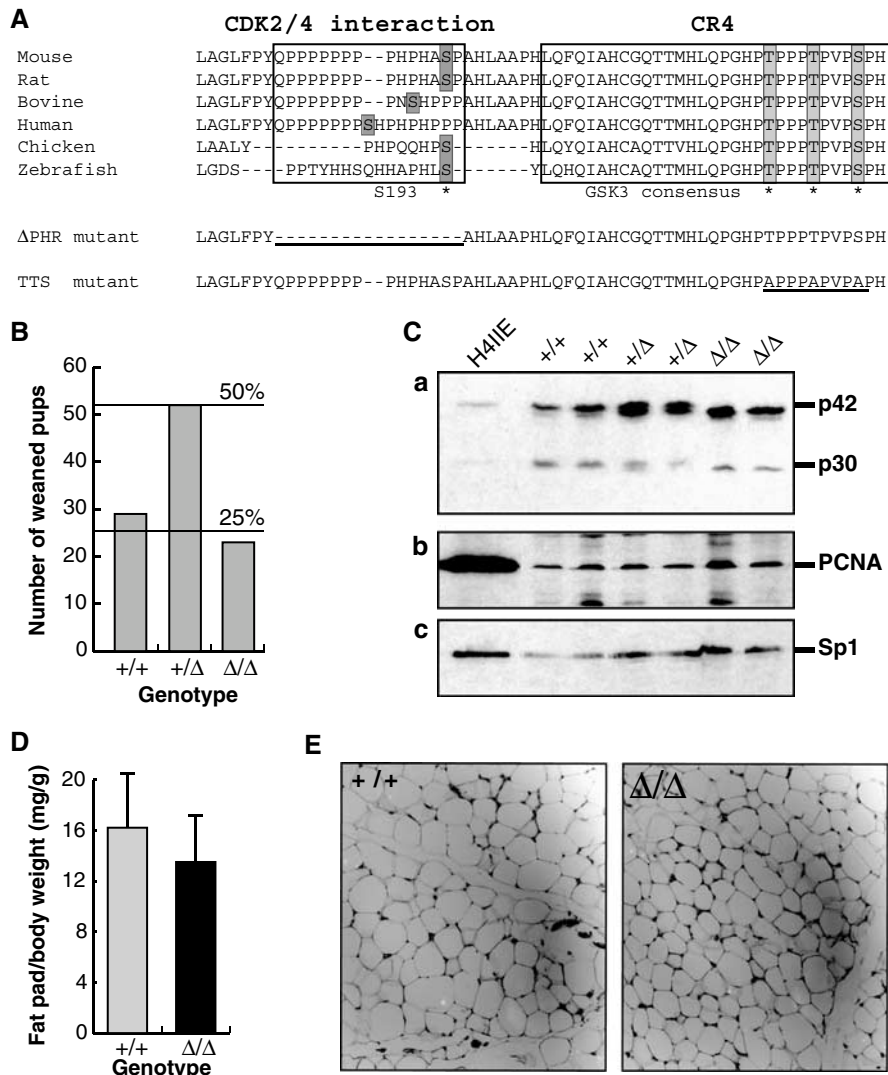 A
CDK2/4 interaction CR4
Mouse LAGLFPYQPPPPPPP--PHPHASPAHLAAPHLQFQIAHCGQTTMHLQPGHPTPPPTPVPSPH
Rat LAGLFPYQPPPPPPP--PHPHASPAHLAAPHLQFQIAHCGQTTMHLQPGHPTPPPTPVPSPH
Bovine LAGLFPYQPPPPPPP--PNSHPPPAHLAAPHLQFQIAHCGQTTMHLQPGHPTPPPTPVPSPH
Human LAGLFPYQPPPPPPPPSHPHPHPPPAHLAAPHLQFQIAHCGQTTMHLQPGHPTPPPTPVPSPH
Chicken LAALY----------PHPQQHPS-------HLQYQIAHCAQTTVHLQPGHPTPPPTPVPSPH
Zebrafish LGDS----PPTYHHSQHHAPHLS-------YLQHQIAHCAQTTMHLQPGHPTPPPTPVPSPH
S193 * GSK3 consensus * * *
ΔPHR mutant LAGLFPY-----------------AHLAAPHLQFQIAHCGQTTMHLQPGHPTPPPTPVPSPH
TTS mutant LAGLFPYQPPPPPPP--PHPHASPAHLAAPHLQFQIAHCGQTTMHLQPGHPAPPPAPVPAPH
B
Number of weaned pups
60
50
40
30
20
10
0
50%
25%
+/+ +/Δ Δ/Δ
Genotype
C
H4IIE +/+ +/+ +/Δ +/Δ Δ/Δ Δ/Δ
a
p42
p30
b
PCNA
c
Sp1
D
Fat pad/body weight (mg/g)
20
16
12
8
4
0
+/+ Δ/Δ
Genotype
E
+/+
Δ/Δ